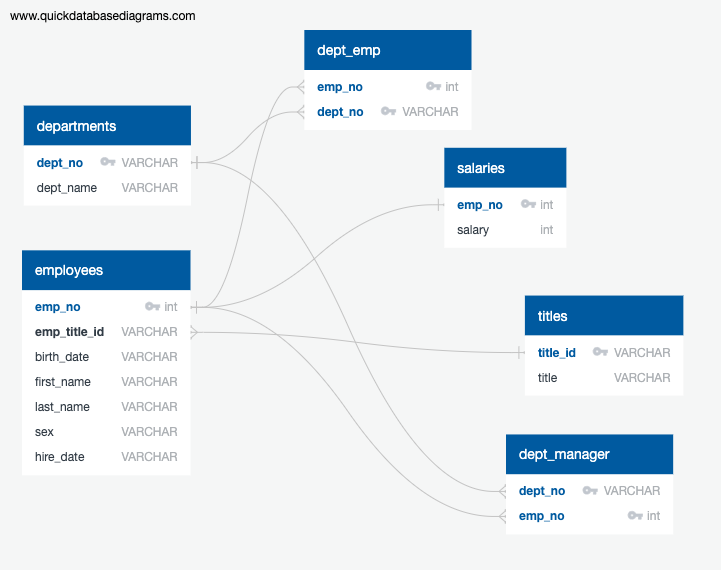 www.quickdatabasediagrams.com
dept_emp
emp_no int
dept_no VARCHAR
departments
dept_no VARCHAR
dept_name VARCHAR
salaries
emp_no int
salary int
employees
emp_no int
emp_title_id VARCHAR
birth_date VARCHAR
first_name VARCHAR
last_name VARCHAR
sex VARCHAR
hire_date VARCHAR
titles
title_id VARCHAR
title VARCHAR
dept_manager
dept_no VARCHAR
emp_no int